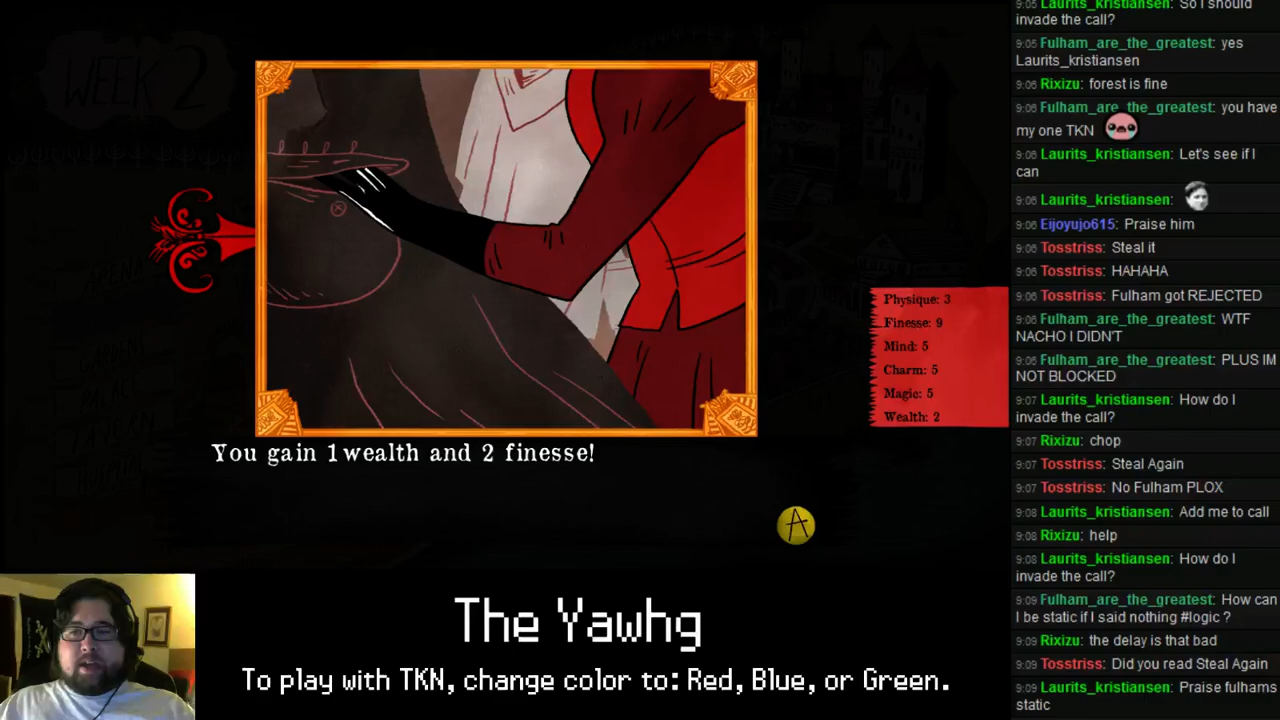 WEEK 2
ARENA
GARDENS
PALACE
TAVERN
HOSPITAL
Physique: 3
Finesse: 9
Mind: 5
Charm: 5
Magic: 5
Wealth: 2
You gain 1wealth and 2 finesse!
A
The Yawhg
To play with TKN, change color to: Red, Blue, or Green.
9:05 Laurits_kristiansen: So I should
invade the call?
9:06 Fulham_are_the_greatest: yes
Laurits_kristiansen
9:06 Rixizu: forest is fine
9:06 Fulham_are_the_greatest: you have
my one TKN
9:06 Laurits_kristiansen: Let's see if I
can
9:06 Laurits_kristiansen:
9:06 Eijoyujo615: Praise him
9:06 Tosstriss: Steal it
9:06 Tosstriss: HAHAHA
9:06 Tosstriss: Fulham got REJECTED
9:06 Fulham_are_the_greatest: WTF
NACHO I DIDN'T
9:06 Fulham_are_the_greatest: PLUS IM
NOT BLOCKED
9:07 Laurits_kristiansen: How do I
invade the call?
9:07 Rixizu: chop
9:07 Tosstriss: Steal Again
9:07 Tosstriss: No Fulham PLOX
9:08 Laurits_kristiansen: Add me to call
9:08 Rixizu: help
9:08 Laurits_kristiansen: How do I
invade the call?
9:09 Fulham_are_the_greatest: How can
I be static if I said nothing #logic ?
9:09 Rixizu: the delay is that bad
9:09 Tosstriss: Did you read Steal Again
9:09 Laurits_kristiansen: Praise fulhams
static